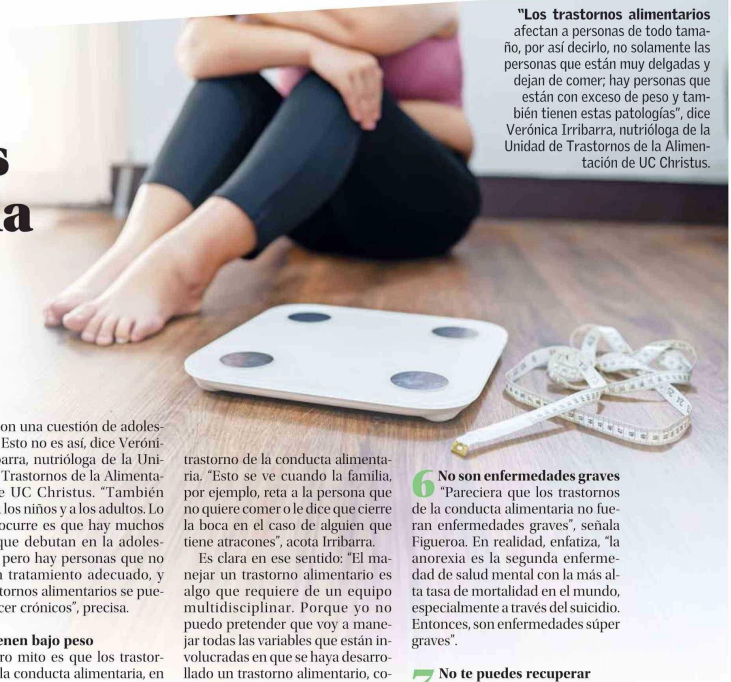 s
a
"Los trastornos alimentarios
afectan a personas de todo tama-
ño, por así decirlo, no solamente las
personas que están muy delgadas y
dejan de comer; hay personas que
están con exceso de peso y tam-
bién tienen estas patologías", dice
Verónica Irribarra, nutrióloga de la
Unidad de Trastornos de la Alimen-
tación de UC Christus.
on una cuestión de adoles-
Esto no es así, dice Veróni-
barra, nutrióloga de la Uni-
Trastornos de la Alimenta-
e UC Christus. "También
los niños y a los adultos. Lo
ocurre es que hay muchos
que debutan en la adoles-
pero hay personas que no
n tratamiento adecuado, y
tornos alimentarios se pue-
cer crónicos", precisa.
enen bajo peso
ro mito es que los trastor-
la conducta alimentaria, en
trastorno de la conducta alimenta-
ria. "Esto se ve cuando la familia,
por ejemplo, reta a la persona que
no quiere comer o le dice que cierre
la boca en el caso de alguien que
tiene atracones", acota Irribarra.
Es clara en ese sentido: "El ma-
nejar un trastorno alimentario es
algo que requiere de un equipo
multidisciplinar. Porque yo no
puedo pretender que voy a mane-
jar todas las variables que están in-
volucradas en que se haya desarro-
llado un trastorno alimentario, co-
6 No son enfermedades graves
"Pareciera que los trastornos
de la conducta alimentaria no fue-
ran enfermedades graves", señala
Figueroa. En realidad, enfatiza, "la
anorexia es la segunda enferme-
dad de salud mental con la más al-
ta tasa de mortalidad en el mundo,
especialmente a través del suicidio.
Entonces, son enfermedades súper
graves".
7 No te puedes recuperar